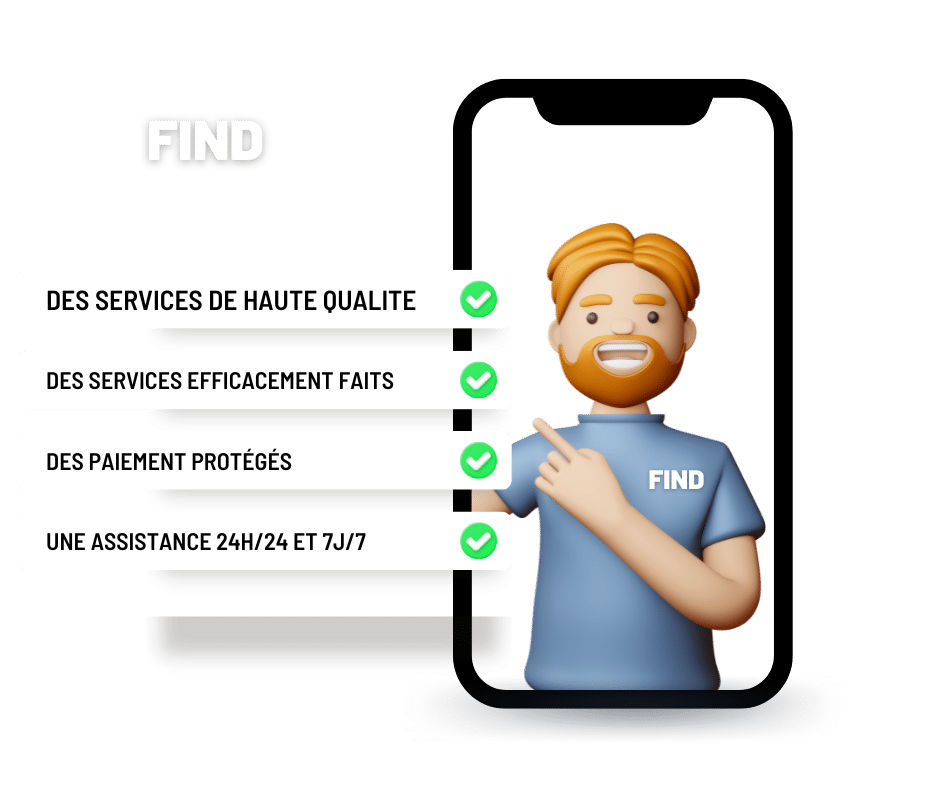 FIND
DES SERVICES DE HAUTE QUALITE
DES SERVICES EFFICACEMENT FAITS
DES PAIEMENT PROTÉGÉS
UNE ASSISTANCE 24H/24 ET 7J/7
FIND